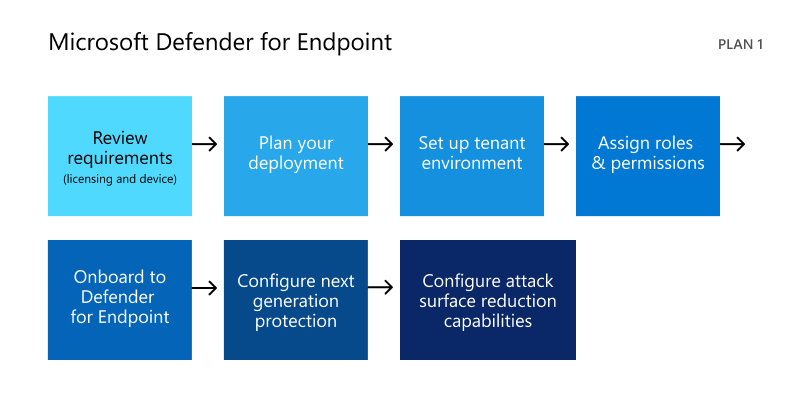 Microsoft Defender for Endpoint
PLAN 1
Review
requirements
(licensing and device)
Plan your
deployment
Set up tenant
environment
Assign roles
& permissions
Onboard to
Defender
for Endpoint
Configure next
generation
protection
Configure attack
surface reduction
capabilities